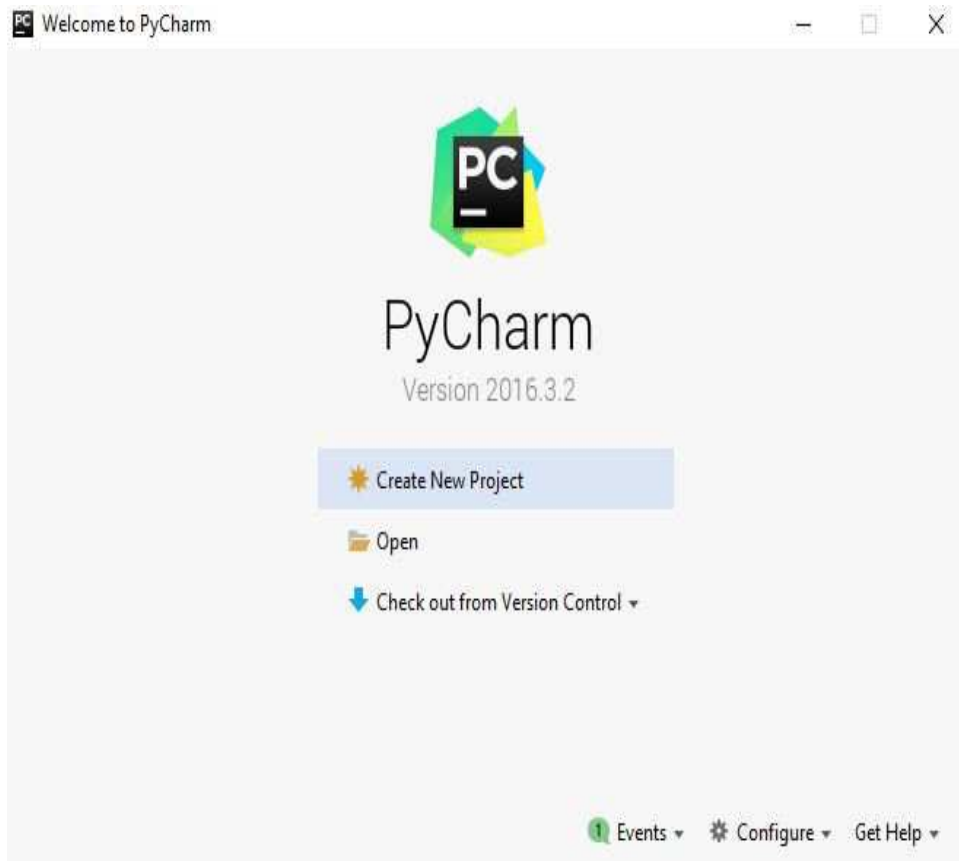 PC Welcome to PyCharm
PC
PyCharm
Version 2016.3.2
Create New Project
Open
Check out from Version Control
1 Events Configure Get Help